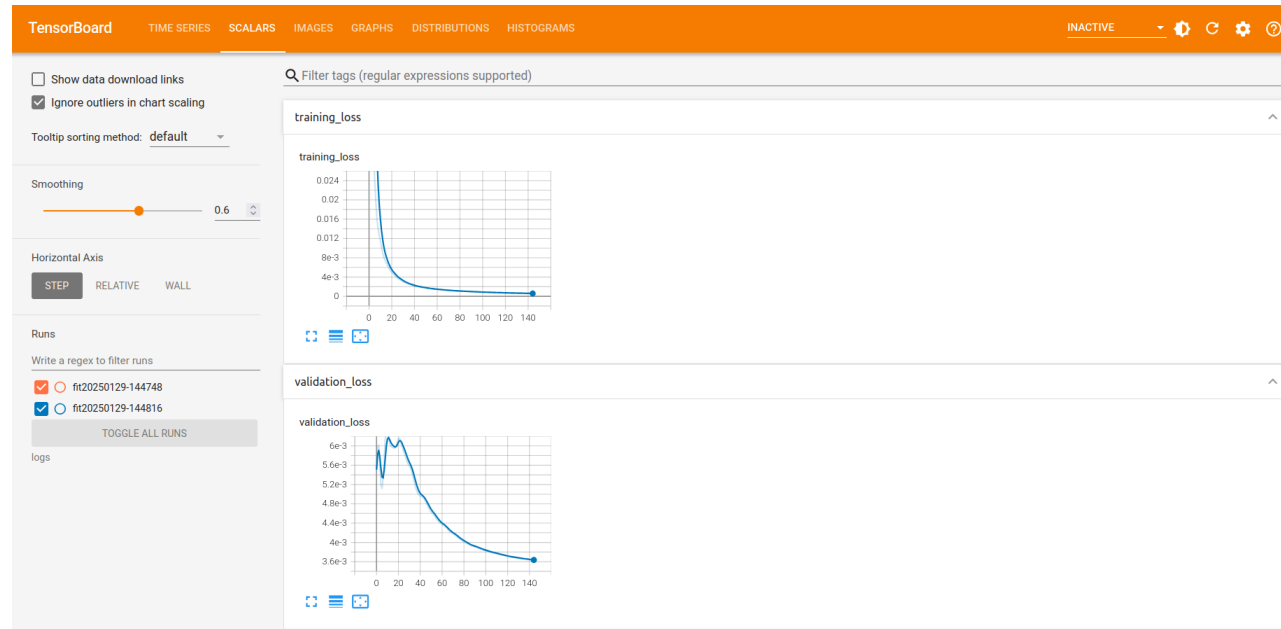 TensorBoard TIME SERIES SCALARS IMAGES GRAPHS DISTRIBUTIONS HISTOGRAMS INACTIVE
Show data download links
Ignore outliers in chart scaling
Tooltip sorting method: default
Smoothing
0.6
Horizontal Axis
STEP RELATIVE WALL
Runs
Write a regex to filter runs
fit20250129-144748
fit20250129-144816
TOGGLE ALL RUNS
logs
Filter tags (regular expressions supported)
training_loss
training_loss
0.024
0.02
0.016
0.012
8e-3
4e-3
0
0 20 40 60 80 100 120 140
validation_loss
validation_loss
6e-3
5.6e-3
5.2e-3
4.8e-3
4.4e-3
4e-3
3.6e-3
0 20 40 60 80 100 120 140